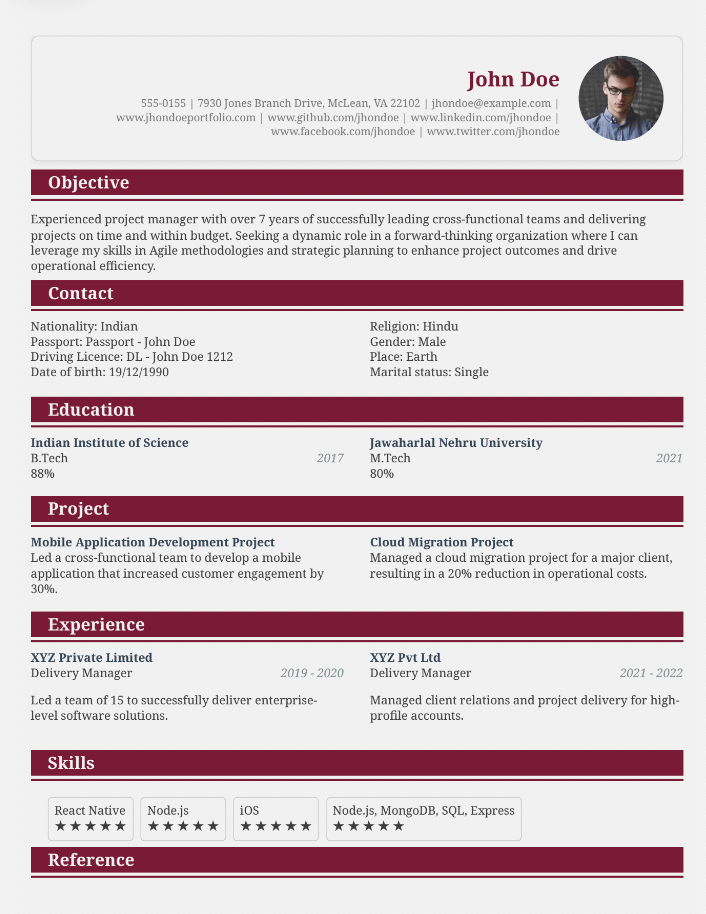 John Doe
555-0155 | 7930 Jones Branch Drive, McLean, VA 22102 | jhondoe@example.com |
www.jhondoeportfolio.com | www.github.com/jhondoe | www.linkedin.com/jhondoe |
www.facebook.com/jhondoe | www.twitter.com/jhondoe
Objective
Experienced project manager with over 7 years of successfully leading cross-functional teams and delivering
projects on time and within budget. Seeking a dynamic role in a forward-thinking organization where I can
leverage my skills in Agile methodologies and strategic planning to enhance project outcomes and drive
operational efficiency.
Contact
Nationality: Indian
Passport: Passport - John Doe
Driving Licence: DL - John Doe 1212
Date of birth: 19/12/1990
Religion: Hindu
Gender: Male
Place: Earth
Marital status: Single
Education
Indian Institute of Science
B.Tech 2017
88%
Jawaharlal Nehru University
M.Tech 2021
80%
Project
Mobile Application Development Project
Led a cross-functional team to develop a mobile
application that increased customer engagement by
30%.
Cloud Migration Project
Managed a cloud migration project for a major client,
resulting in a 20% reduction in operational costs.
Experience
XYZ Private Limited
Delivery Manager 2019 - 2020
Led a team of 15 to successfully deliver enterprise-
level software solutions.
XYZ Pvt Ltd
Delivery Manager 2021 - 2022
Managed client relations and project delivery for high-
profile accounts.
Skills
React Native
★★★★★
Node.js
★★★★★
iOS
★★★★★
Node.js, MongoDB, SQL, Express
★★★★★
Reference